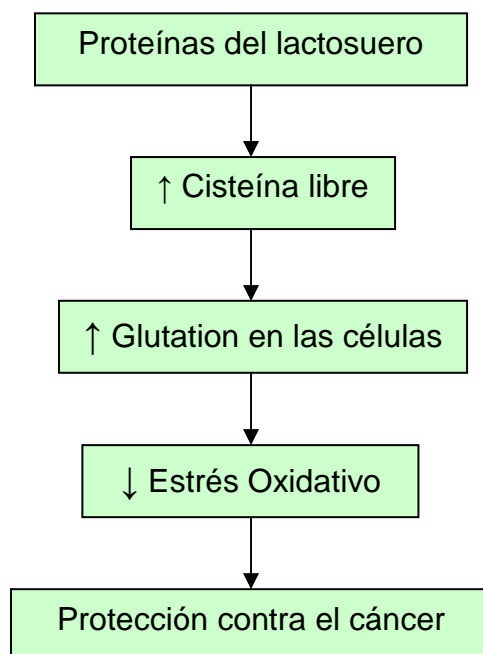 Proteínas del lactosuero
↑ Cisteína libre
↑ Glutation en las células
↓ Estrés Oxidativo
Protección contra el cáncer